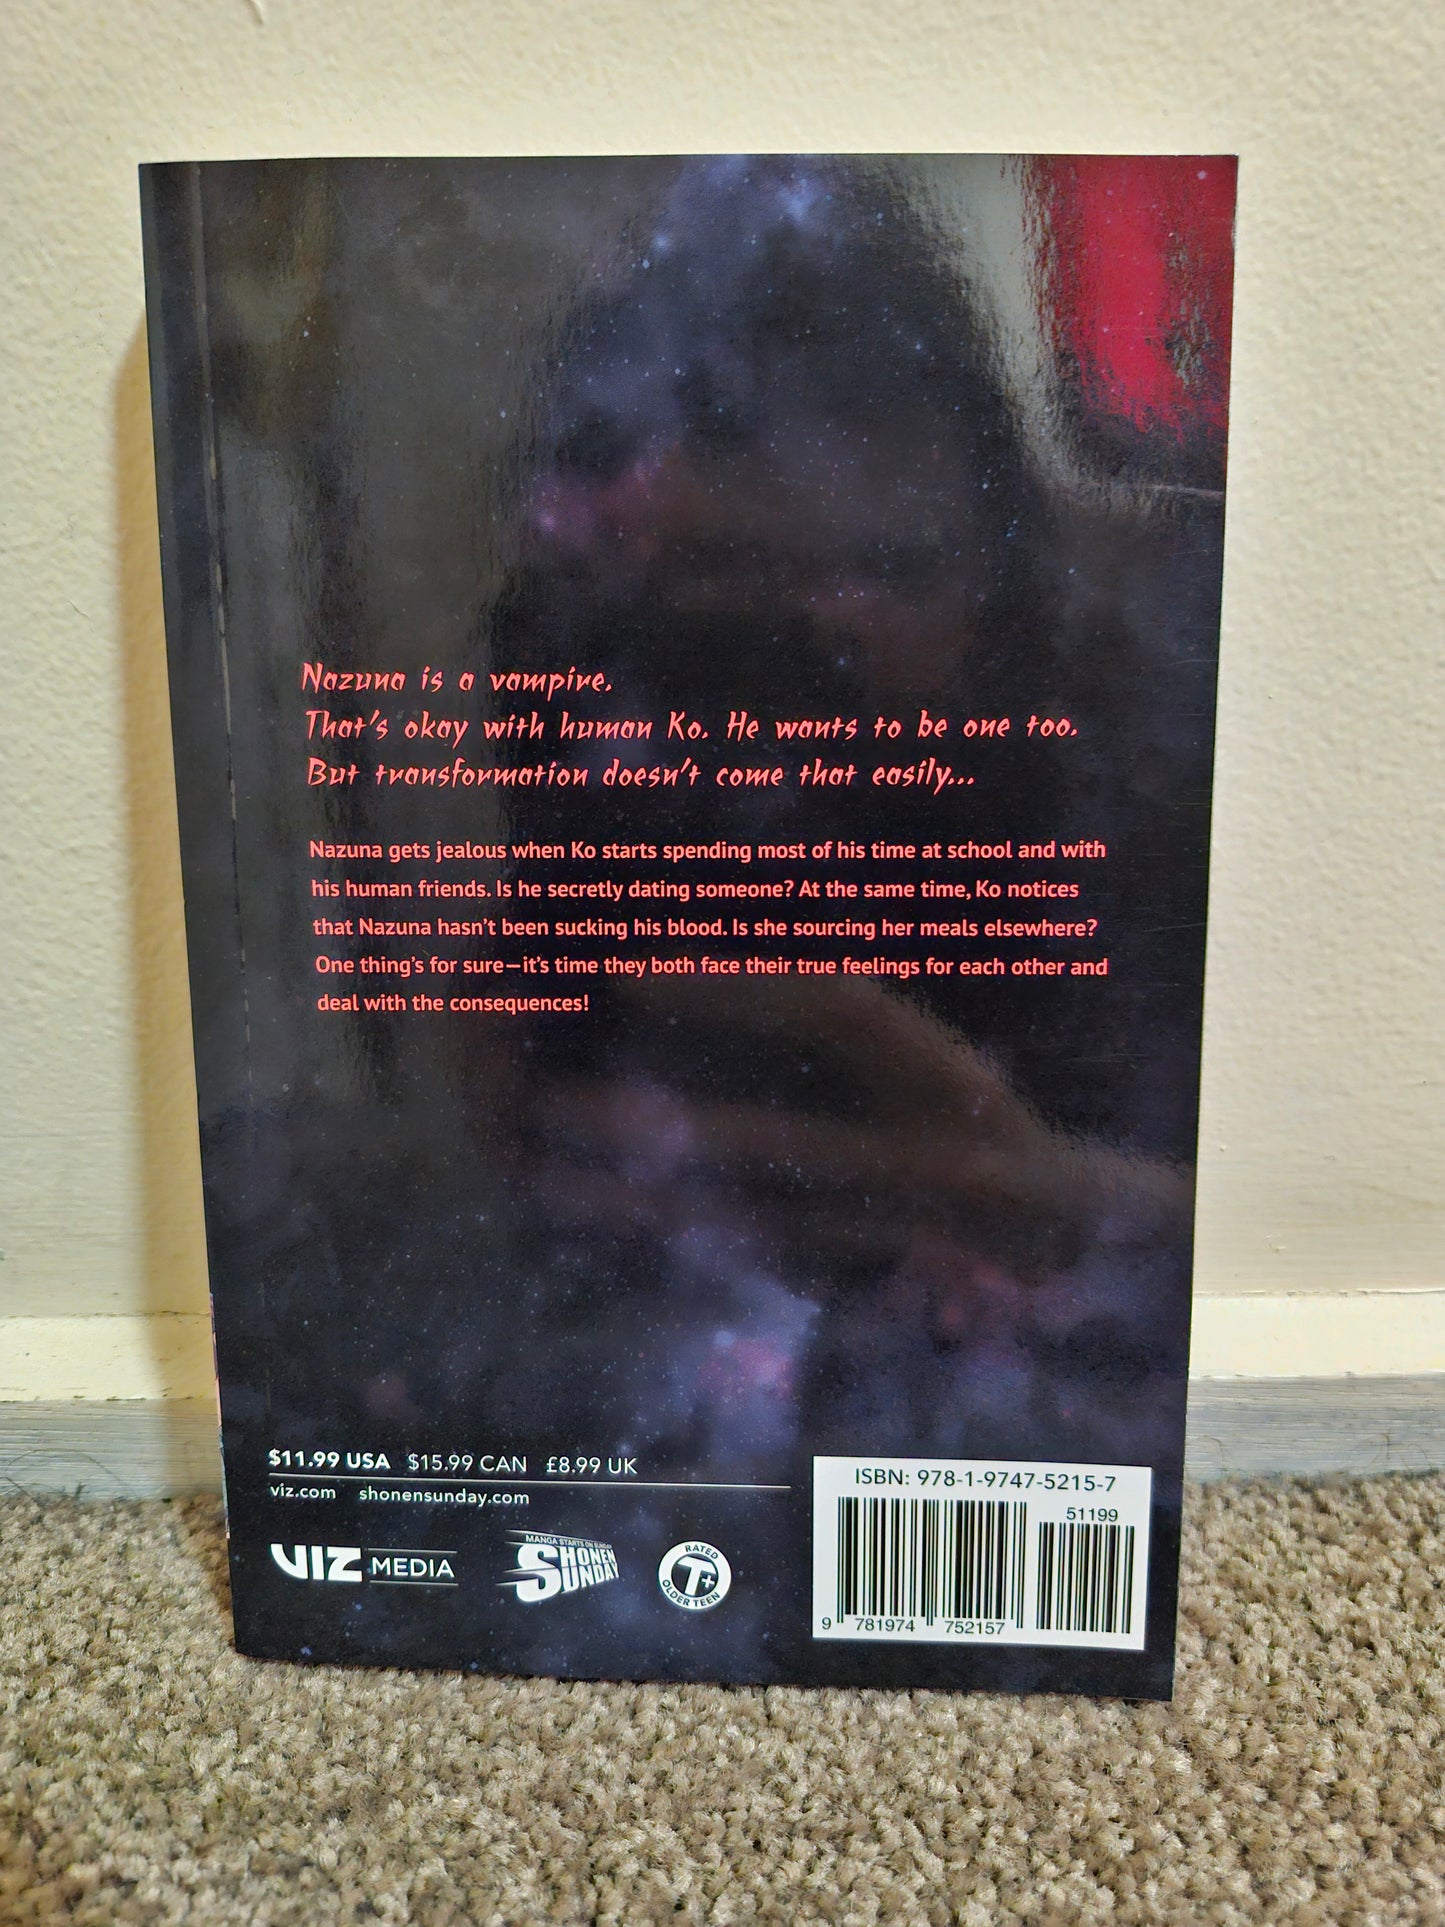 Nazuna is a vampire.
That's okay with human Ko. He wants to be one too.
But transformation doesn't come that easily...
Nazuna gets jealous when Ko starts spending most of his time at school and with
his human friends. Is he secretly dating someone? At the same time, Ko notices
that Nazuna hasn't been sucking his blood. Is she sourcing her meals elsewhere?
One thing's for sure—it's time they both face their true feelings for each other and
deal with the consequences!
$11.99 USA $15.99 CAN £8.99 UK
viz.com shonensunday.com
VIZ MEDIA
MANGA STARTS ON SUNDAY
SHONEN
SUNDAY
RATED
T+
OLDER TEEN
ISBN: 978-1-9747-5215-7
51199
9 781974 752157